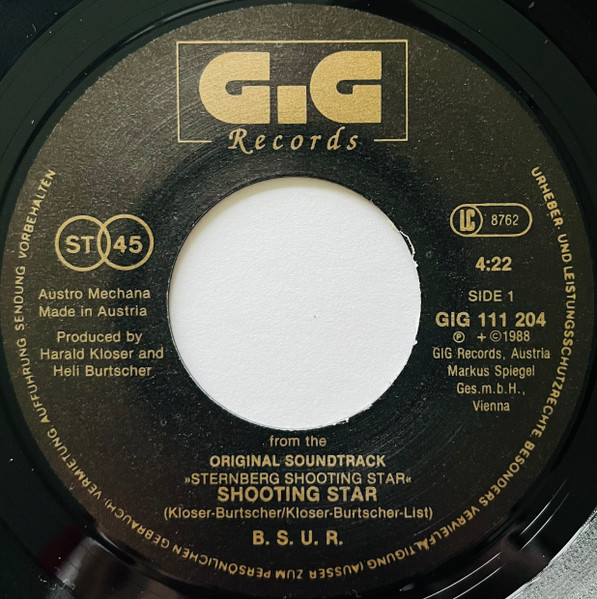 GiG
Records
ST 45
LC 8762
Austro Mechana
Made in Austria
Produced by
Harald Kloser and
Heli Burtscher
4:22
SIDE 1
GIG 111 204
℗ + ©1988
GIG Records, Austria
Markus Spiegel
Ges.m.b.H.,
Vienna
from the
ORIGINAL SOUNDTRACK
»STERNBERG SHOOTING STAR«
SHOOTING STAR
(Kloser-Burtscher/Kloser-Burtscher-List)
B. S. U. R.
URHEBER- UND LEISTUNGSSCHUTZRECHTE, BESONDERS VERVIELFÄLTIGUNG (AUSSER ZUM PERSÖNLICHEN GEBRAUCH) VERMIETUNG AUFFÜHRUNG SENDUNG VORBEHALTEN